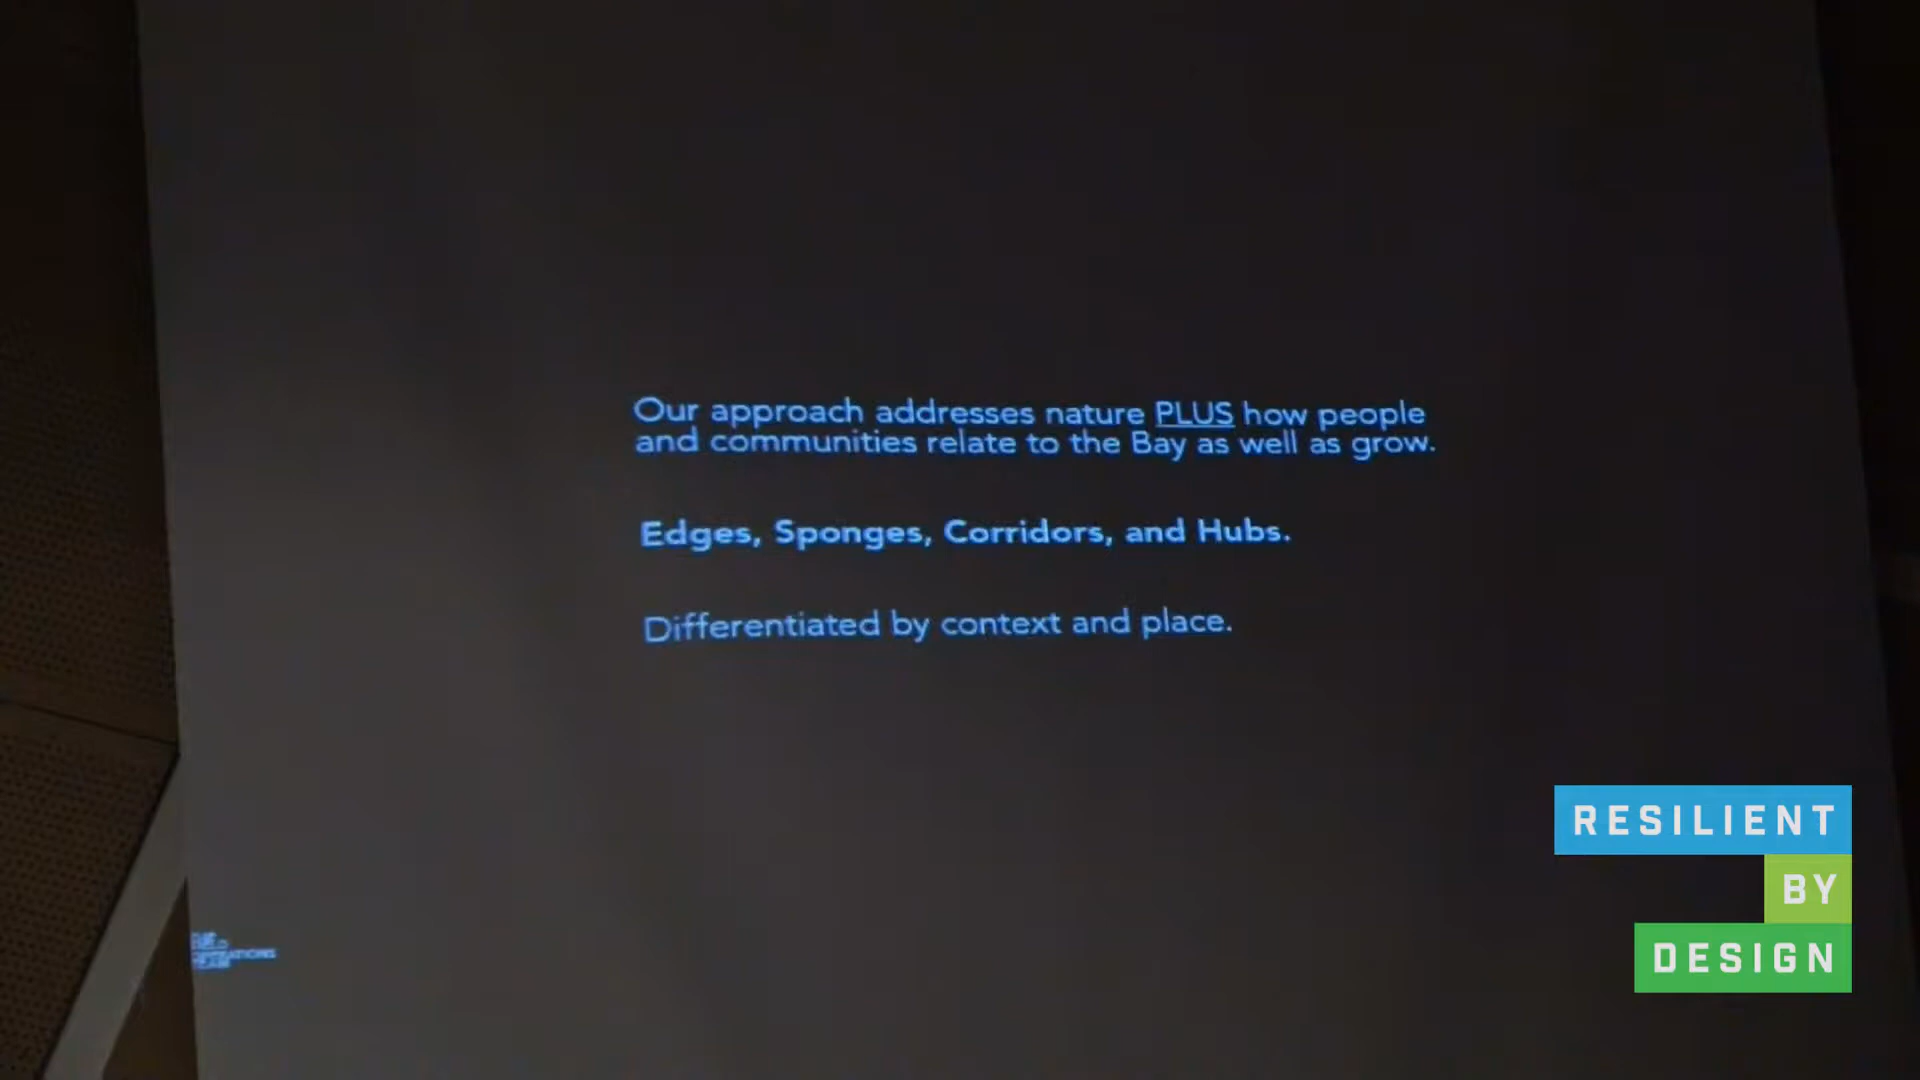 Our approach addresses nature PLUS how people
and communities relate to the Bay as well as grow.
Edges, Sponges, Corridors, and Hubs.
Differentiated by context and place.
RESILIENT
BY
DESIGN